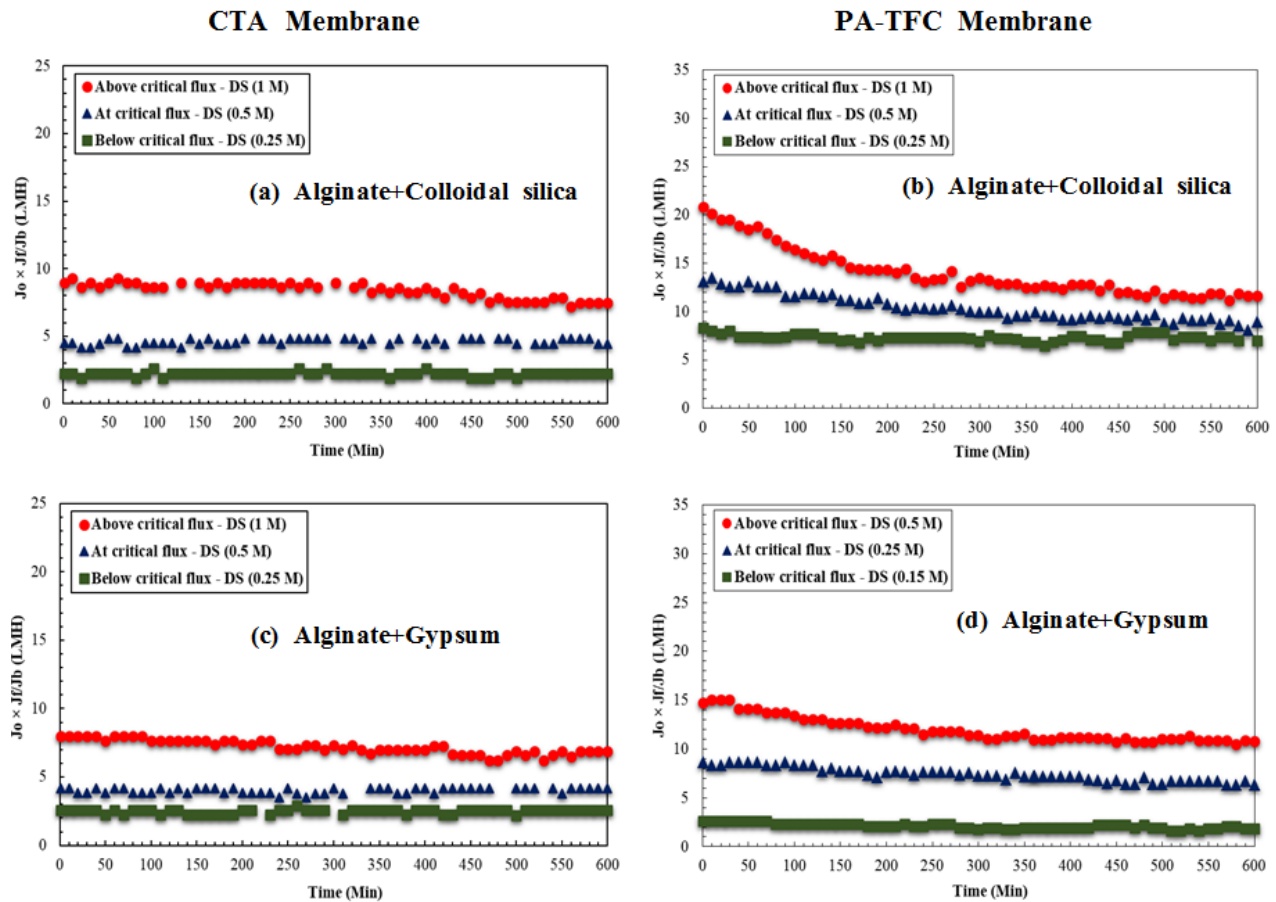 CTA Membrane
PA-TFC Membrane
25
20
15
10
5
0
Jo × Jf/Jb (LMH)
Above critical flux - DS (1 M)
At critical flux - DS (0.5 M)
Below critical flux - DS (0.25 M)
(a) Alginate+Colloidal silica
0 50 100 150 200 250 300 350 400 450 500 550 600
Time (Min)
35
30
25
20
15
10
5
0
Jo × Jf/Jb (LMH)
Above critical flux - DS (1 M)
At critical flux - DS (0.5 M)
Below critical flux - DS (0.25 M)
(b) Alginate+Colloidal silica
0 50 100 150 200 250 300 350 400 450 500 550 600
Time (Min)
25
20
15
10
5
0
Jo × Jf/Jb (LMH)
Above critical flux - DS (1 M)
At critical flux - DS (0.5 M)
Below critical flux - DS (0.25 M)
(c) Alginate+Gypsum
0 50 100 150 200 250 300 350 400 450 500 550 600
Time (Min)
35
30
25
20
15
10
5
0
Jo × Jf/Jb (LMH)
Above critical flux - DS (0.5 M)
At critical flux - DS (0.25 M)
Below critical flux - DS (0.15 M)
(d) Alginate+Gypsum
0 50 100 150 200 250 300 350 400 450 500 550 600
Time (Min)